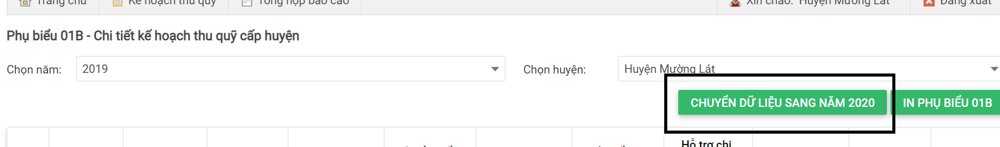 Trang chủ Kế hoạch thu quỹ Tổng hợp báo cáo Xin chào: Huyện Mường Lát Đăng xuất
Phụ biểu 01B - Chi tiết kế hoạch thu quỹ cấp huyện
Chọn năm: 2019 Chọn huyện: Huyện Mường Lát
CHUYỂN DỮ LIỆU SANG NĂM 2020 IN PHỤ BIỂU 01B
Hỗ trợ chi